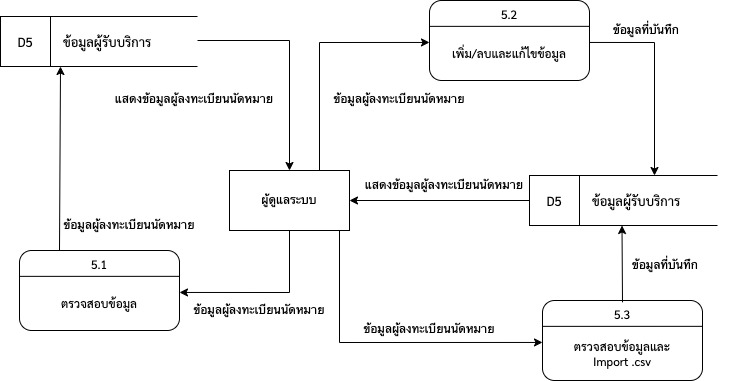 5.2
D5 ข้อมูลผู้รับบริการ
เพิ่ม/ลบและแก้ไขข้อมูล
ข้อมูลที่บันทึก
แสดงข้อมูลผู้ลงทะเบียนนัดหมาย
ข้อมูลผู้ลงทะเบียนนัดหมาย
แสดงข้อมูลผู้ลงทะเบียนนัดหมาย
ผู้ดูแลระบบ
D5 ข้อมูลผู้รับบริการ
ข้อมูลผู้ลงทะเบียนนัดหมาย
5.1
ตรวจสอบข้อมูล
ข้อมูลที่บันทึก
ข้อมูลผู้ลงทะเบียนนัดหมาย
ข้อมูลผู้ลงทะเบียนนัดหมาย
5.3
ตรวจสอบข้อมูลและ
Import .csv